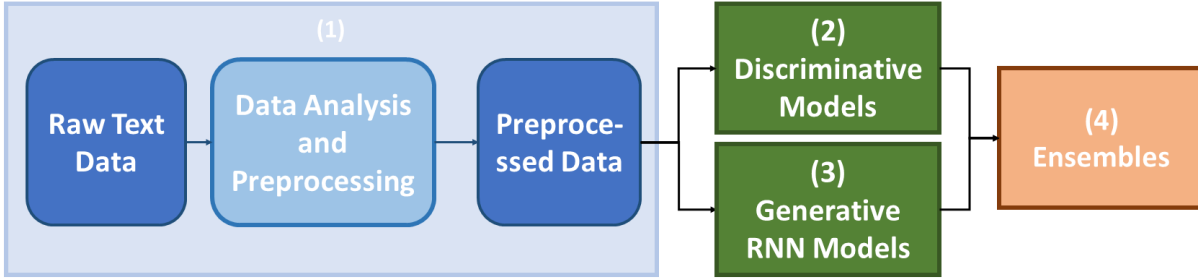 (1)
Raw Text
Data
Data Analysis
and
Preprocessing
Preproce-
ssed Data
(2)
Discriminative
Models
(3)
Generative
RNN Models
(4)
Ensembles